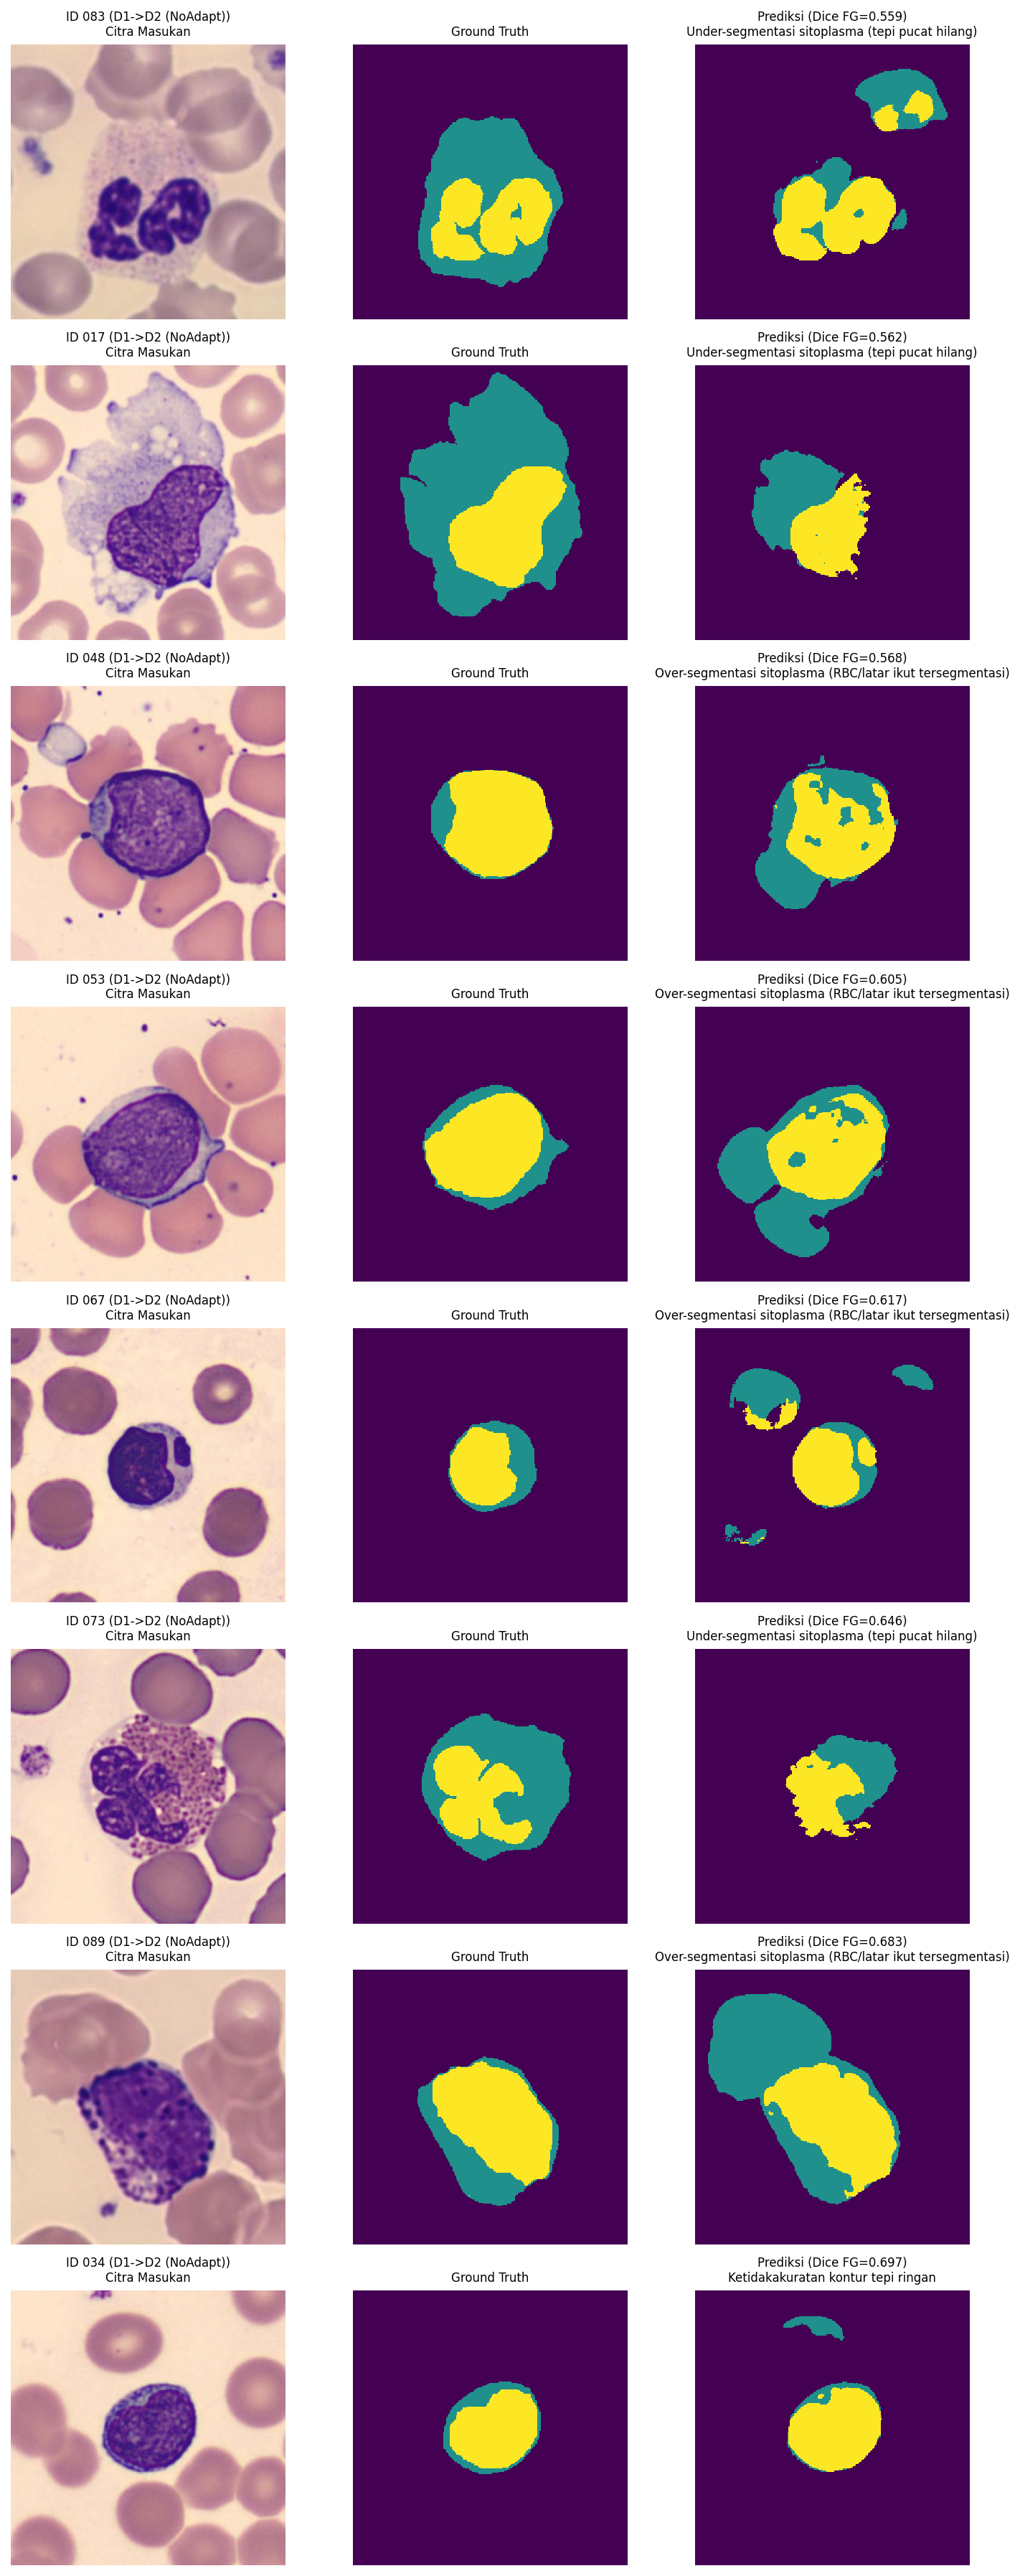 ID 083 (D1->D2 (NoAdapt))
Citra Masukan
Ground Truth
Prediksi (Dice FG=0.559)
Under-segmentasi sitoplasma (tepi pucat hilang)
ID 017 (D1->D2 (NoAdapt))
Citra Masukan
Ground Truth
Prediksi (Dice FG=0.562)
Under-segmentasi sitoplasma (tepi pucat hilang)
ID 048 (D1->D2 (NoAdapt))
Citra Masukan
Ground Truth
Prediksi (Dice FG=0.568)
Over-segmentasi sitoplasma (RBC/latar ikut tersegmentasi)
ID 053 (D1->D2 (NoAdapt))
Citra Masukan
Ground Truth
Prediksi (Dice FG=0.605)
Over-segmentasi sitoplasma (RBC/latar ikut tersegmentasi)
ID 067 (D1->D2 (NoAdapt))
Citra Masukan
Ground Truth
Prediksi (Dice FG=0.617)
Over-segmentasi sitoplasma (RBC/latar ikut tersegmentasi)
ID 073 (D1->D2 (NoAdapt))
Citra Masukan
Ground Truth
Prediksi (Dice FG=0.646)
Under-segmentasi sitoplasma (tepi pucat hilang)
ID 089 (D1->D2 (NoAdapt))
Citra Masukan
Ground Truth
Prediksi (Dice FG=0.683)
Over-segmentasi sitoplasma (RBC/latar ikut tersegmentasi)
ID 034 (D1->D2 (NoAdapt))
Citra Masukan
Ground Truth
Prediksi (Dice FG=0.697)
Ketidakakuratan kontur tepi ringan